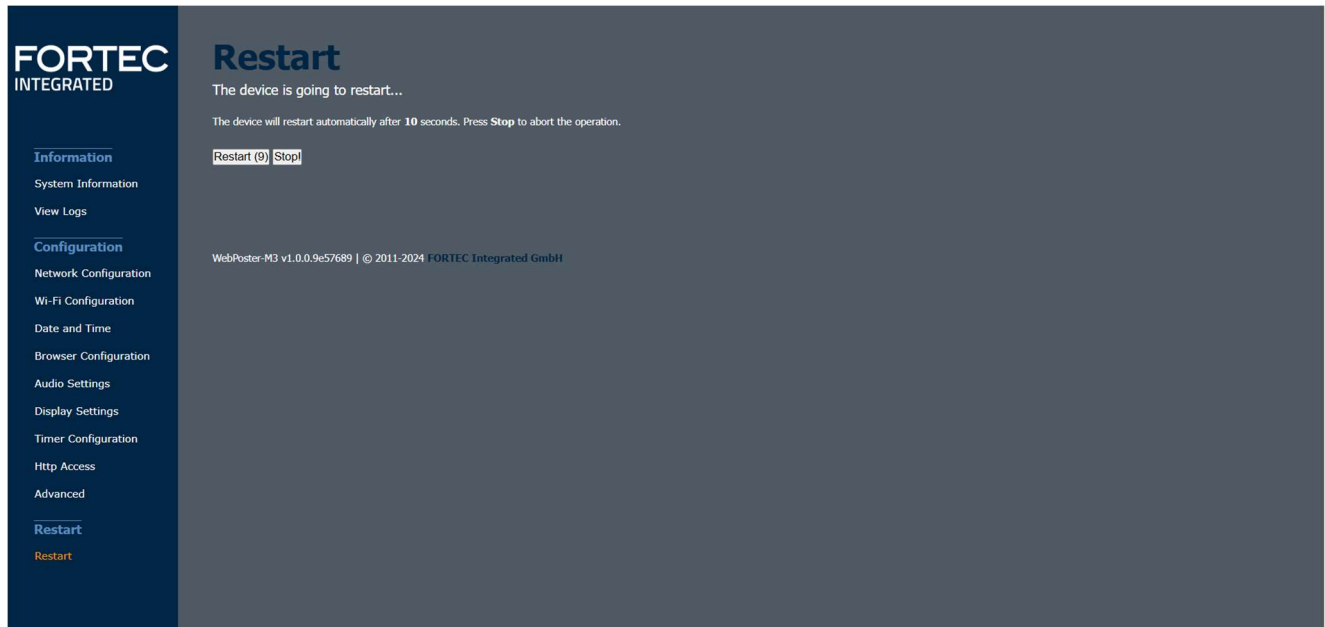 FORTEC
INTEGRATED
Information
System Information
View Logs
Configuration
Network Configuration
Wi-Fi Configuration
Date and Time
Browser Configuration
Audio Settings
Display Settings
Timer Configuration
Http Access
Advanced
Restart
Restart
Restart
The device is going to restart...
The device will restart automatically after 10 seconds. Press Stop to abort the operation.
Restart (9) Stop!
WebPoster-M3 v1.0.0.9e57689 | © 2011-2024 FORTEC Integrated GmbH